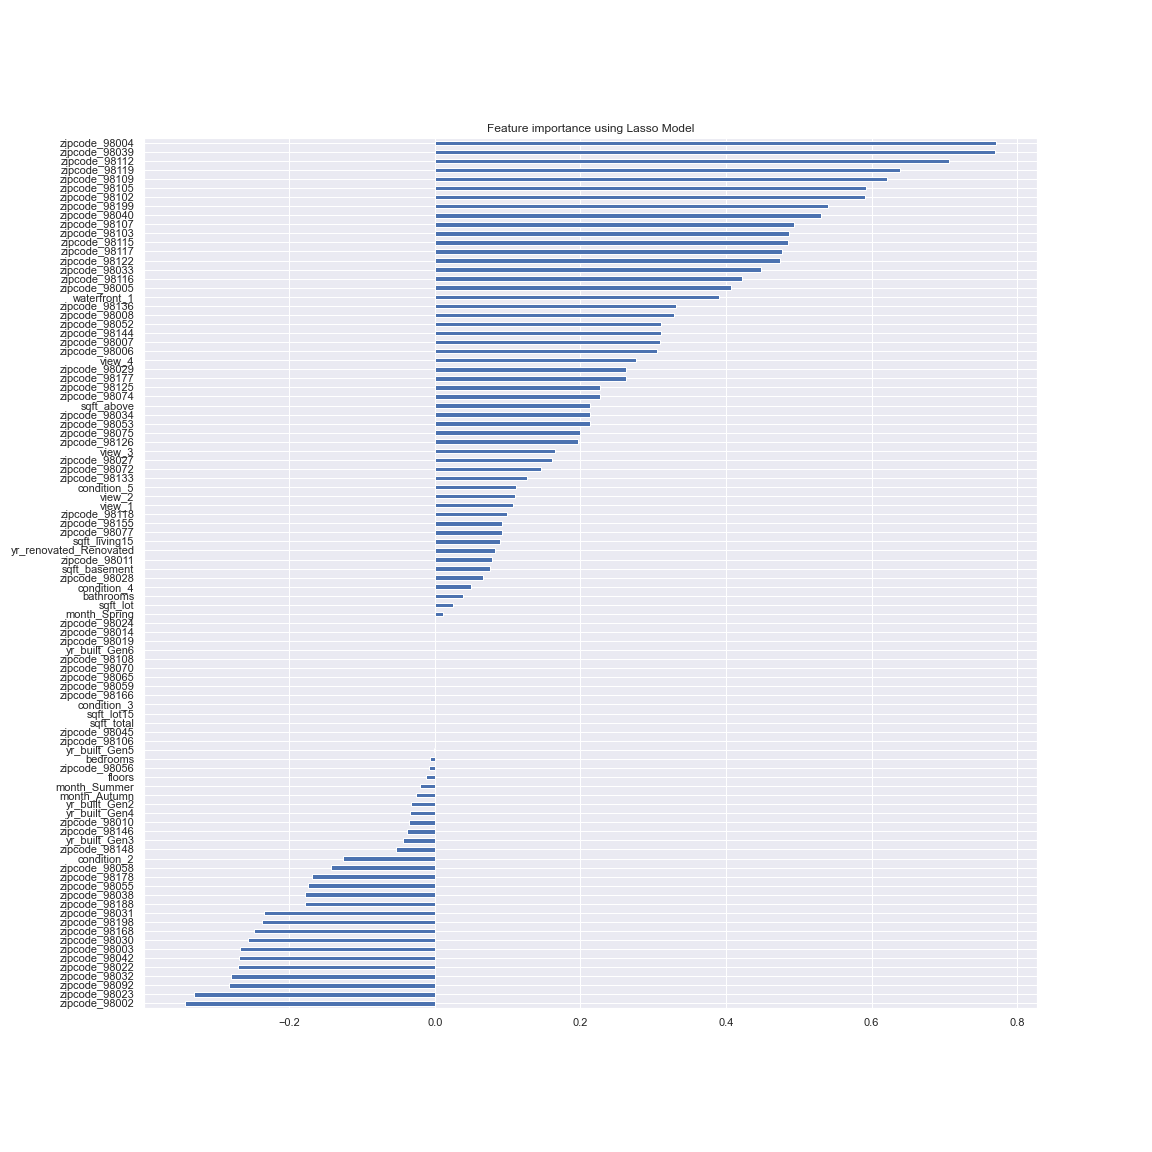 Feature importance using Lasso Model
zipcode_98004
zipcode_98039
zipcode_98112
zipcode_98119
zipcode_98109
zipcode_98105
zipcode_98102
zipcode_98199
zipcode_98040
zipcode_98107
zipcode_98103
zipcode_98115
zipcode_98117
zipcode_98122
zipcode_98033
zipcode_98116
zipcode_98005
waterfront_1
zipcode_98136
zipcode_98008
zipcode_98052
zipcode_98144
zipcode_98007
zipcode_98006
view_4
zipcode_98029
zipcode_98177
zipcode_98125
zipcode_98074
sqft_above
zipcode_98034
zipcode_98053
zipcode_98075
zipcode_98126
view_3
zipcode_98027
zipcode_98072
zipcode_98133
condition_5
view_2
view_1
zipcode_98118
zipcode_98155
zipcode_98077
sqft_living15
yr_renovated_Renovated
zipcode_98011
sqft_basement
zipcode_98028
condition_4
bathrooms
sqft_lot
month_Spring
zipcode_98024
zipcode_98014
zipcode_98019
yr_built_Gen6
zipcode_98108
zipcode_98070
zipcode_98065
zipcode_98059
zipcode_98166
condition_3
sqft_lot15
sqft_total
zipcode_98045
zipcode_98106
yr_built_Gen5
bedrooms
zipcode_98056
floors
month_Summer
month_Autumn
yr_built_Gen2
yr_built_Gen4
zipcode_98010
zipcode_98146
yr_built_Gen3
zipcode_98148
condition_2
zipcode_98058
zipcode_98178
zipcode_98055
zipcode_98038
zipcode_98188
zipcode_98031
zipcode_98198
zipcode_98168
zipcode_98030
zipcode_98003
zipcode_98042
zipcode_98022
zipcode_98032
zipcode_98092
zipcode_98023
zipcode_98002
−0.2 0.0 0.2 0.4 0.6 0.8